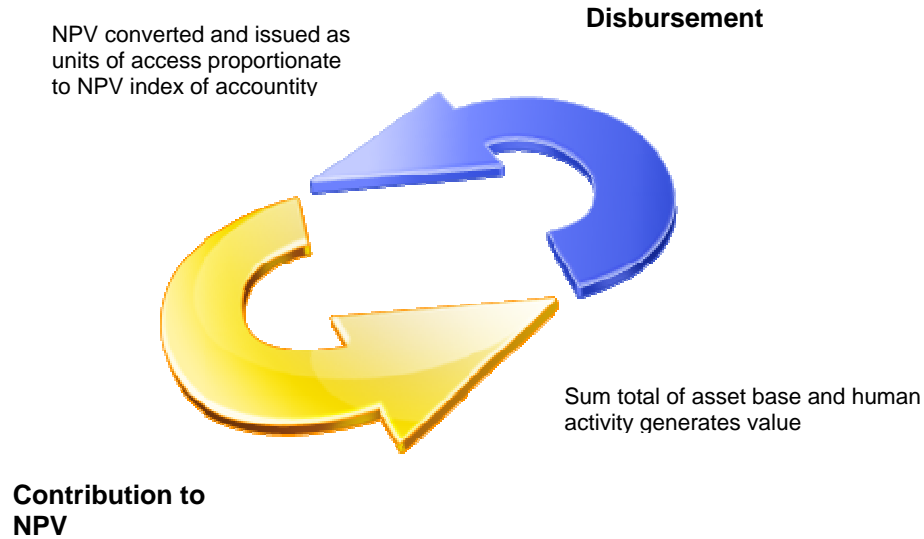 Disbursement
NPV converted and issued as
units of access proportionate
to NPV index of accountity
Sum total of asset base and human
activity generates value
Contribution to
NPV